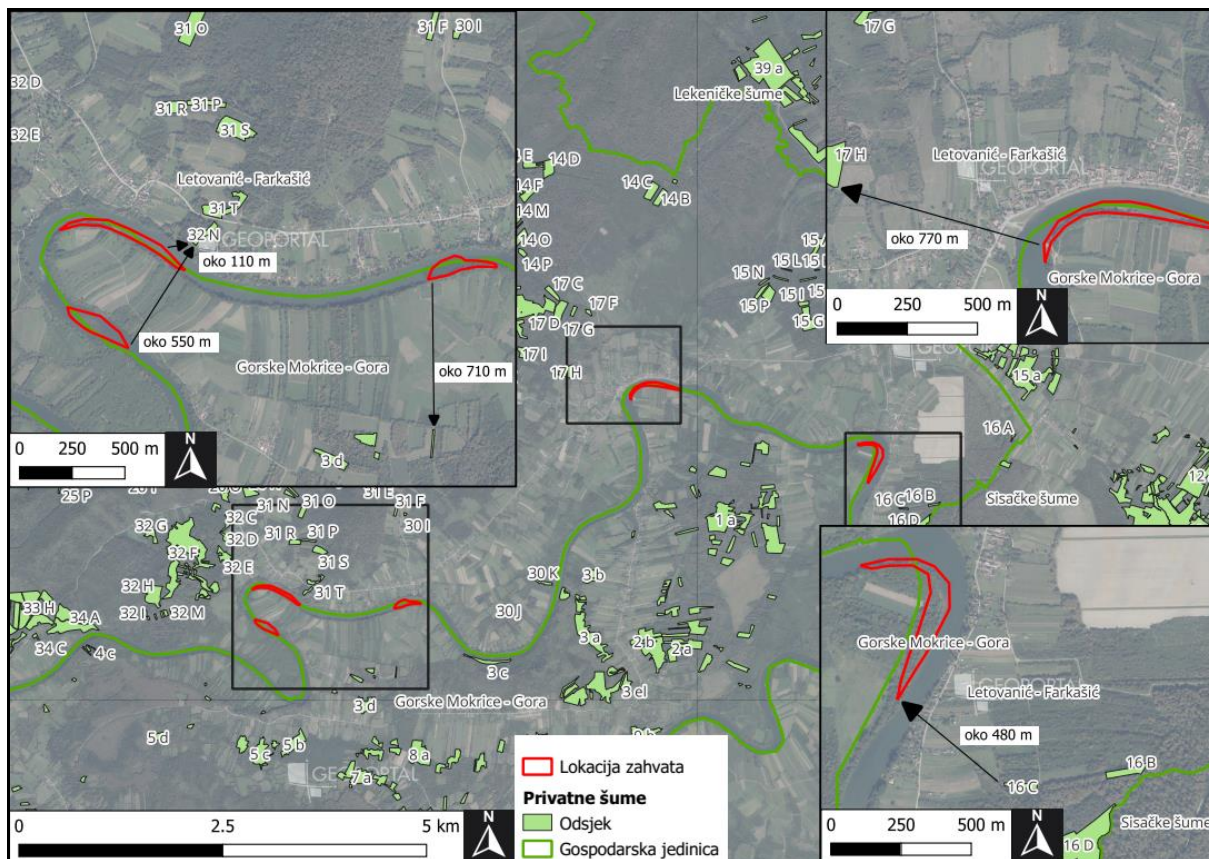 31 O
31 F
30 I
32 D
31 R
31 P
31 S
32 E
Letovanić - Farkašić
31 T
32 N
GEOPORTAL
oko 110 m
oko 550 m
Gorske Mokrice - Gora
oko 710 m
3 d
0 250 500 m
N
39 a
Lekeničke šume
14 D
14 F
14 C
14 B
14 M
14 O
14 P
17 C
17 F
17 D
17 G
17 I
17 H
15 L
15 N
15 I
15 P
15 G
17 G
17 H
Letovanić - Farkašić
GEOPORTAL
oko 770 m
Gorske Mokrice - Gora
0 250 500 m
N
GEOPORTAL
15 a
16 A
16 B
16 C
16 D
Sisačke šume
1 a
25 P
31 N
31 O
31 E
31 F
32 G
32 C
31 R
31 P
30 I
32 D
32 F
31 S
32 E
32 H
31 T
33 H
34 A
32 I
32 M
34 C
4 c
30 K
3 b
30 J
3 a
2 b
2 a
3 c
3 el
Gorske Mokrice - Gora
3 d
5 d
5 c
5 b
8 a
7 a
GEOPORTAL
0 2.5 5 km
N
Lokacija zahvata
Privatne šume
Odsjek
Gospodarska jedinica
Gorske Mokrice - Gora
GEOPORTAL
Letovanić - Farkašić
oko 480 m
16 C
16 B
Sisačke šume
16 D
0 250 500 m
N